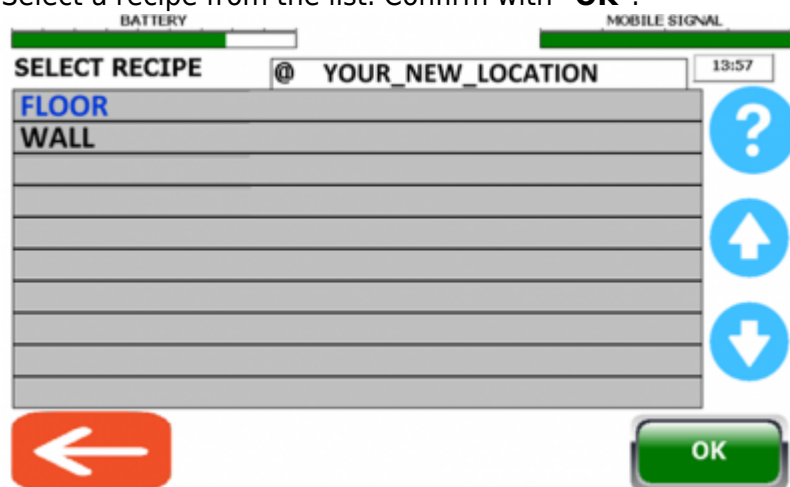 Select a recipe from the list. Confirm with "OK".
BATTERY MOBILE SIGNAL
SELECT RECIPE @ YOUR_NEW_LOCATION 13:57
FLOOR
WALL
?
OK